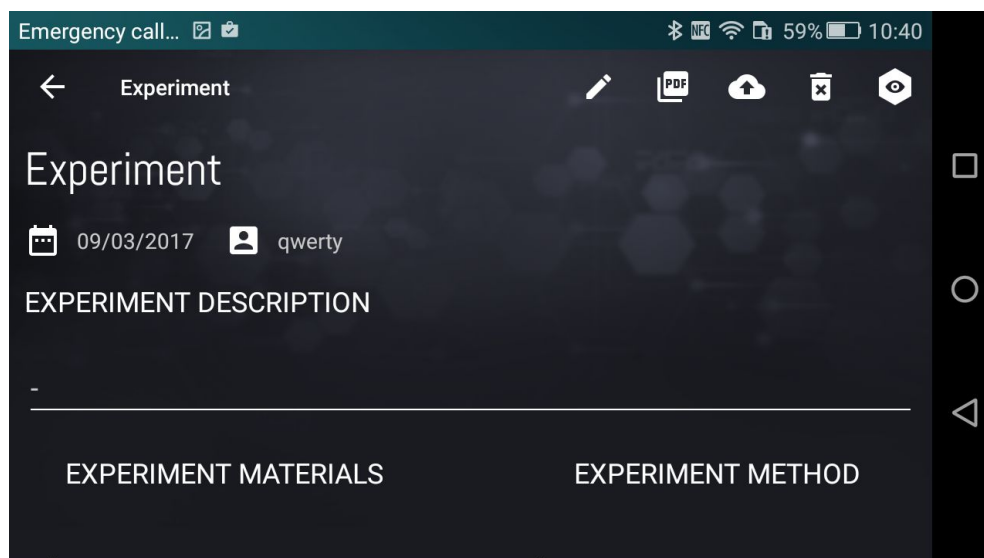 Emergency call... 59% 10:40
Experiment PDF
Experiment
09/03/2017 qwerty
EXPERIMENT DESCRIPTION
-
EXPERIMENT MATERIALS EXPERIMENT METHOD